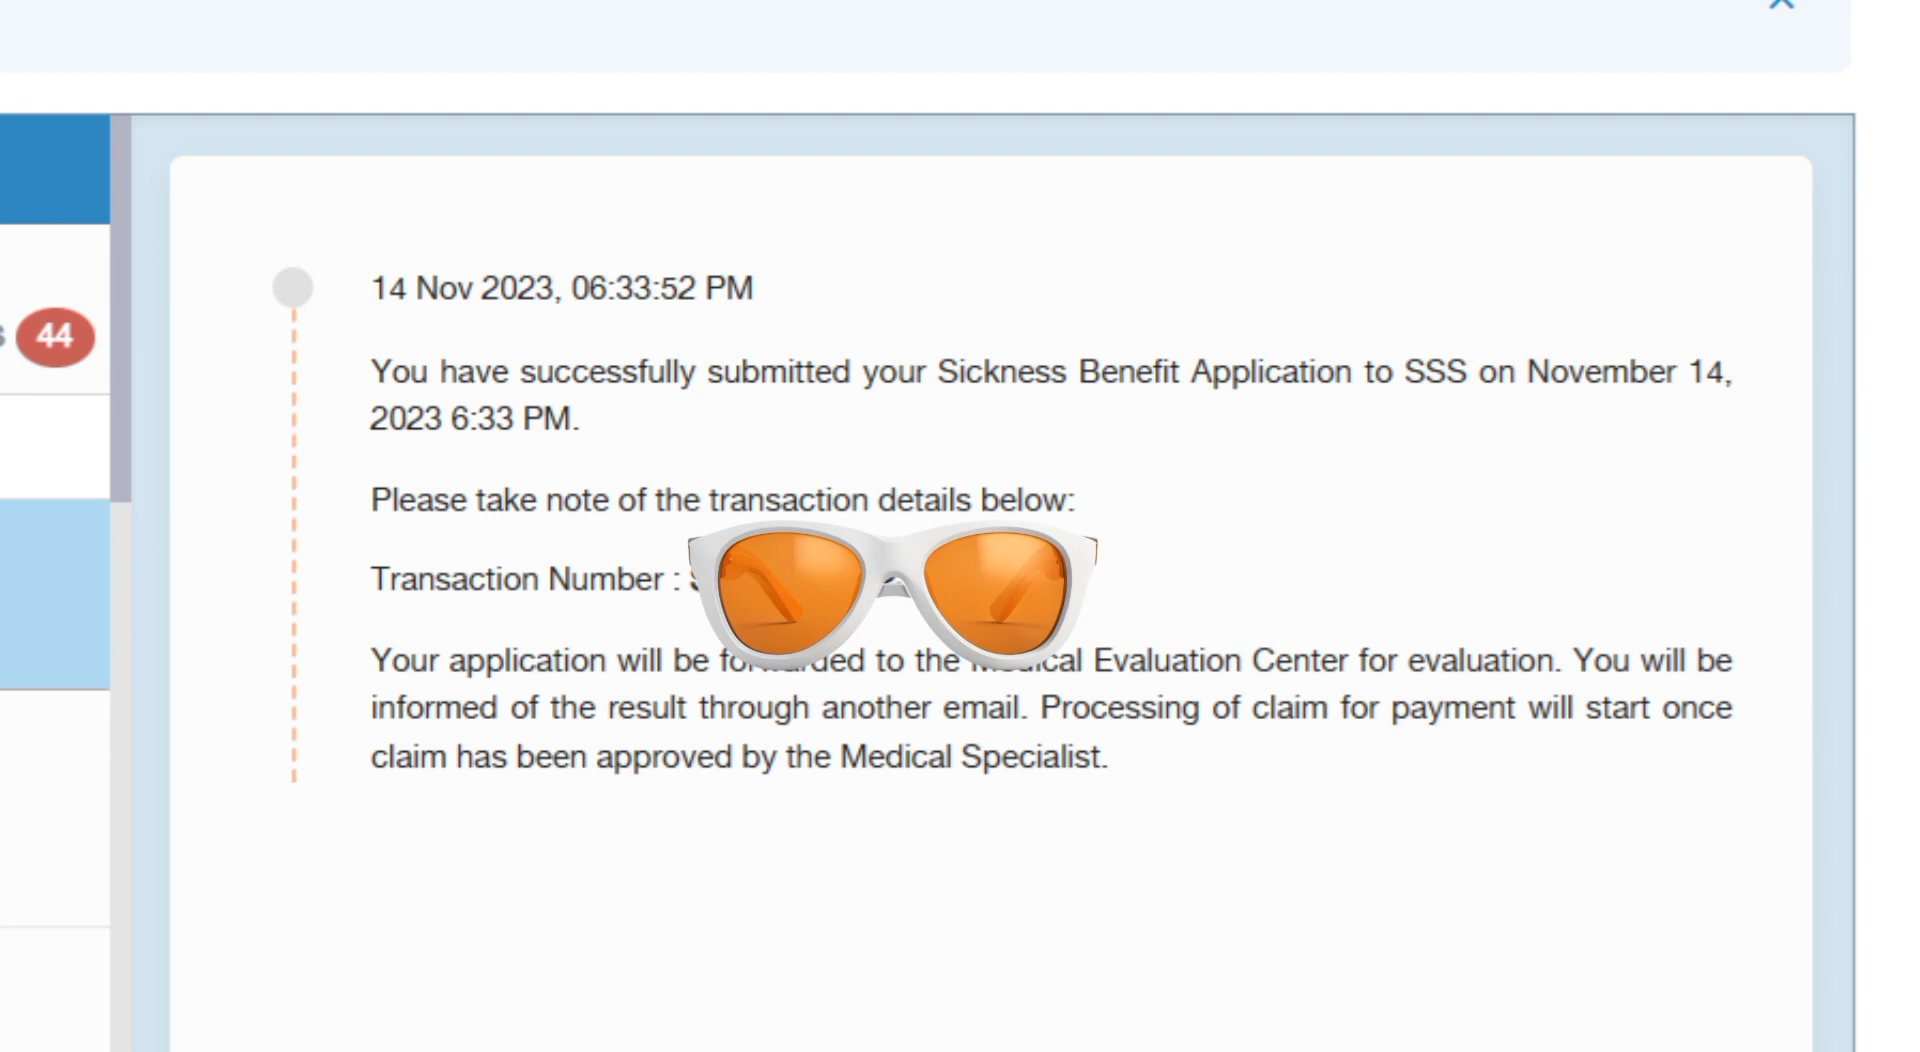 44
14 Nov 2023, 06:33:52 PM
You have successfully submitted your Sickness Benefit Application to SSS on November 14,
2023 6:33 PM.
Please take note of the transaction details below:
Transaction Number :
Your application will be forwarded to the Medical Evaluation Center for evaluation. You will be
informed of the result through another email. Processing of claim for payment will start once
claim has been approved by the Medical Specialist.